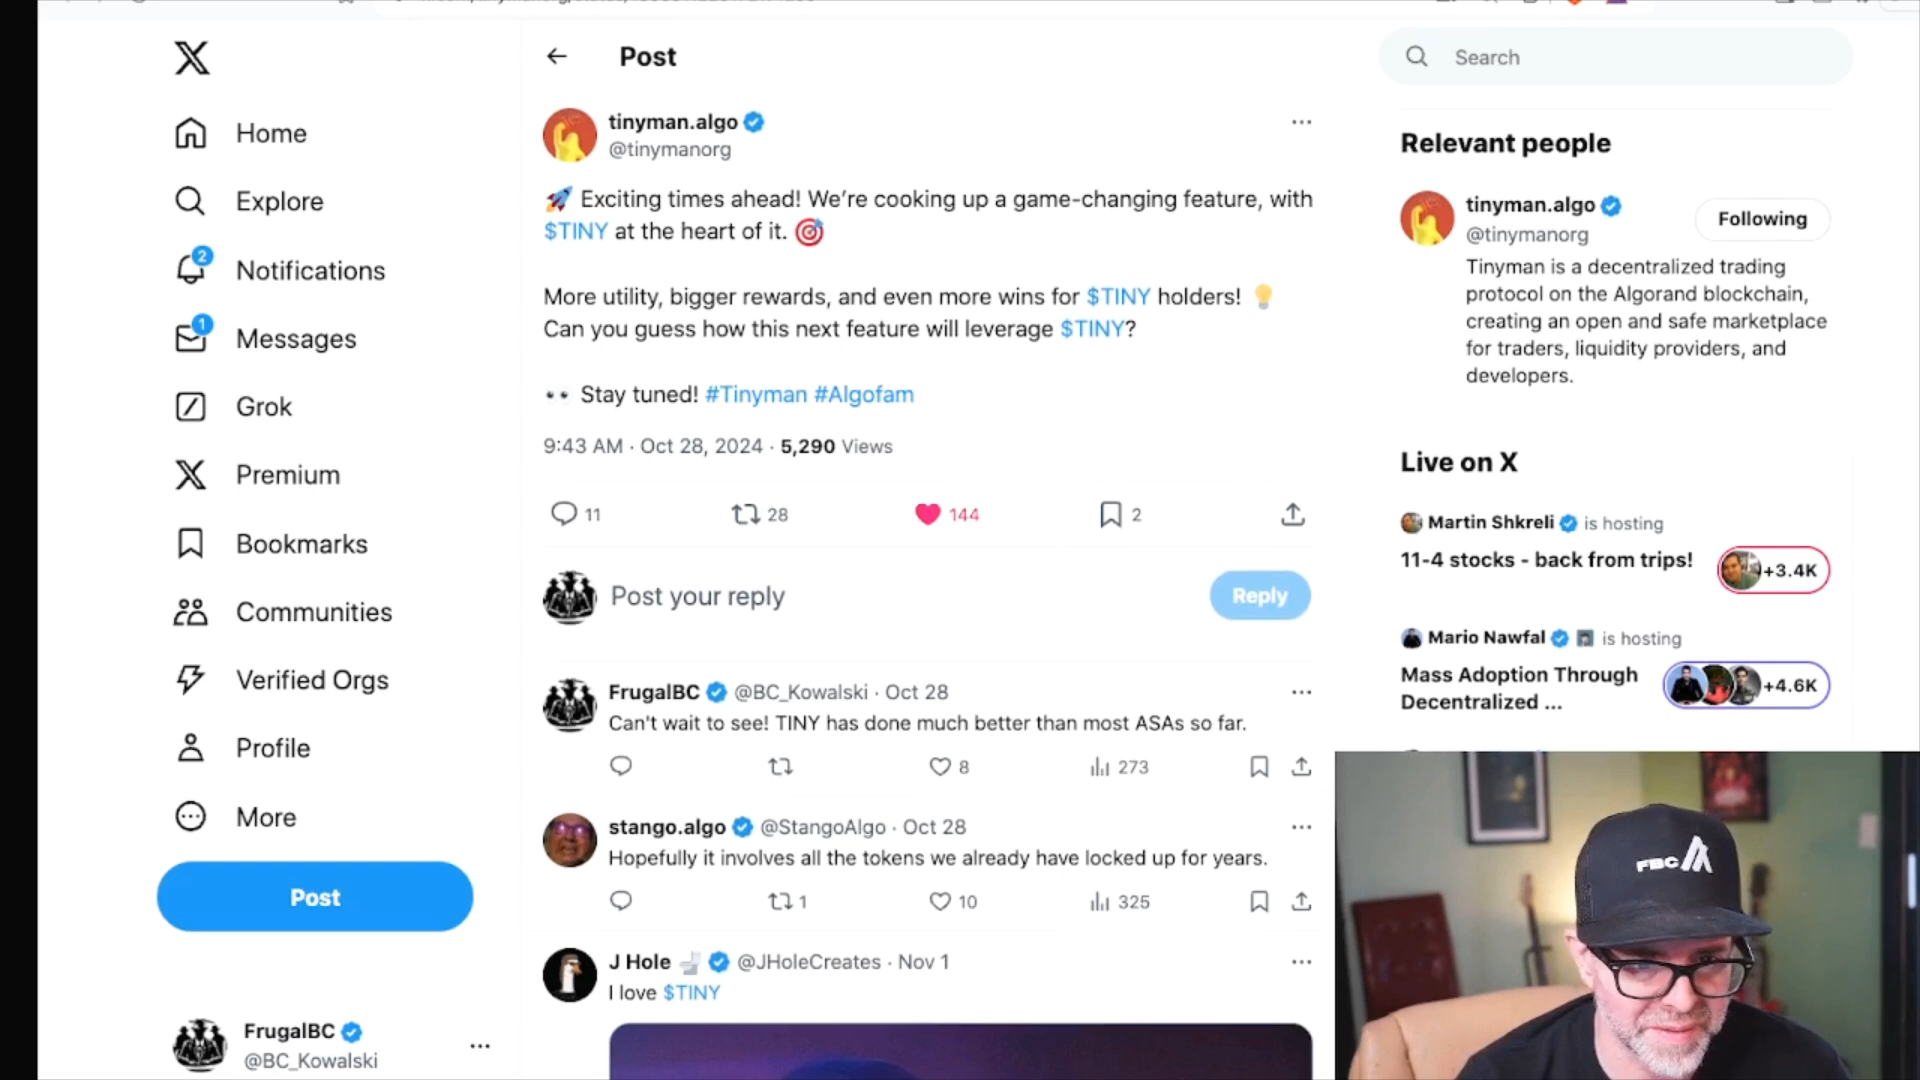 Post
Search
Home
Explore
2
Notifications
1
Messages
Grok
Premium
Bookmarks
Communities
Verified Orgs
Profile
More
Post
FrugalBC
@BC_Kowalski
tinyman.algo
@tinymanorg
🚀 Exciting times ahead! We're cooking up a game-changing feature, with
$TINY at the heart of it. 🎯
More utility, bigger rewards, and even more wins for $TINY holders! 💡
Can you guess how this next feature will leverage $TINY?
👀 Stay tuned! #Tinyman #Algofam
9:43 AM · Oct 28, 2024 · 5,290 Views
11 28 144 2
Post your reply
Reply
FrugalBC @BC_Kowalski · Oct 28
Can't wait to see! TINY has done much better than most ASAs so far.
8 273
stango.algo @StangoAlgo · Oct 28
Hopefully it involves all the tokens we already have locked up for years.
1 10 325
J Hole 🚽 @JHoleCreates · Nov 1
I love $TINY
Relevant people
tinyman.algo
@tinymanorg
Following
Tinyman is a decentralized trading
protocol on the Algorand blockchain,
creating an open and safe marketplace
for traders, liquidity providers, and
developers.
Live on X
Martin Shkreli is hosting
11-4 stocks - back from trips!
+3.4K
Mario Nawfal is hosting
Mass Adoption Through
Decentralized ...
+4.6K
FBC